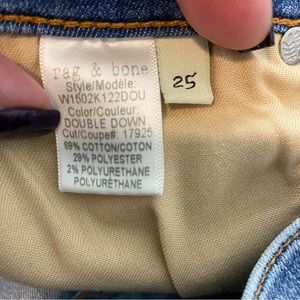 rag & bone
Style/Modèle:
W1502K122DOU
Color/Couleur:
DOUBLE DOWN
Cut/Coupe#: 17925
69% COTTON/COTON
29% POLYESTER
2% POLYURETHANE
POLYURÉTHANE
25